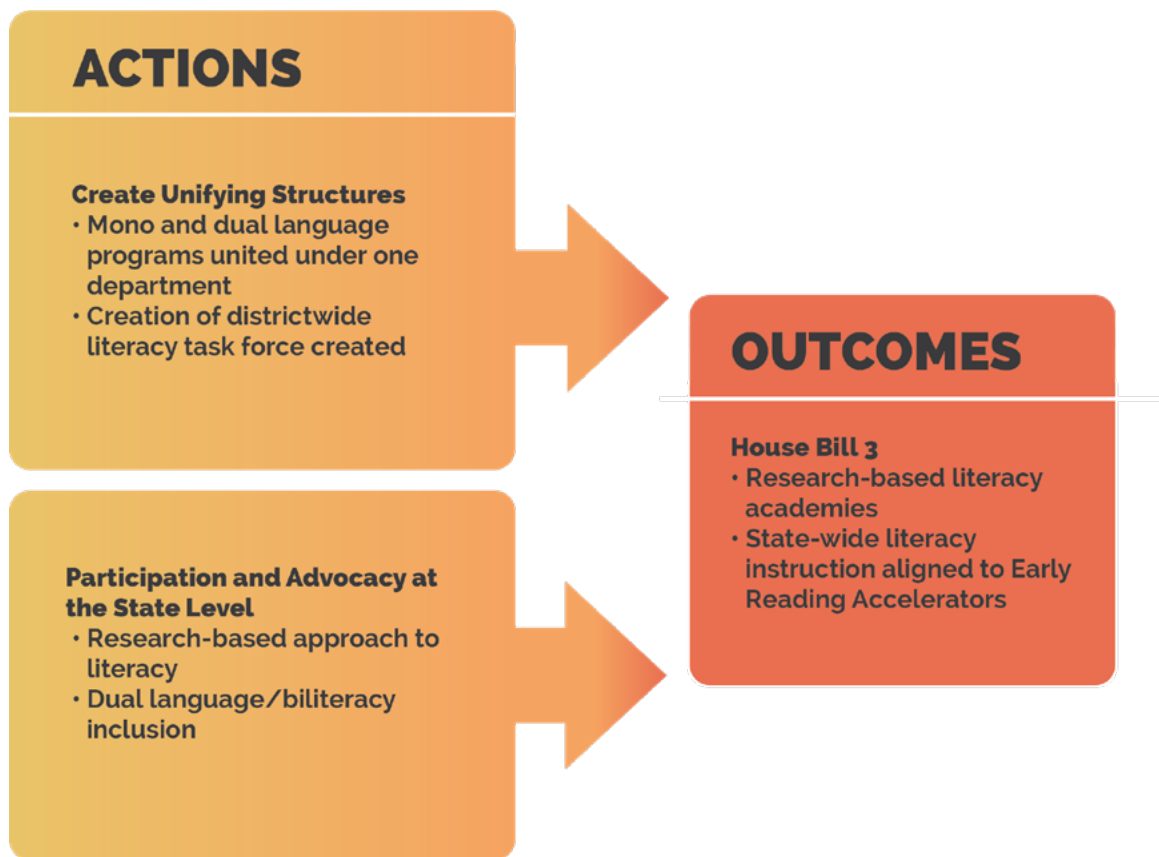 ACTIONS
Create Unifying Structures
• Mono and dual language
programs united under one
department
• Creation of districtwide
literacy task force created
Participation and Advocacy at
the State Level
• Research-based approach to
literacy
• Dual language/biliteracy
inclusion
OUTCOMES
House Bill 3
• Research-based literacy
academies
• State-wide literacy
instruction aligned to Early
Reading Accelerators